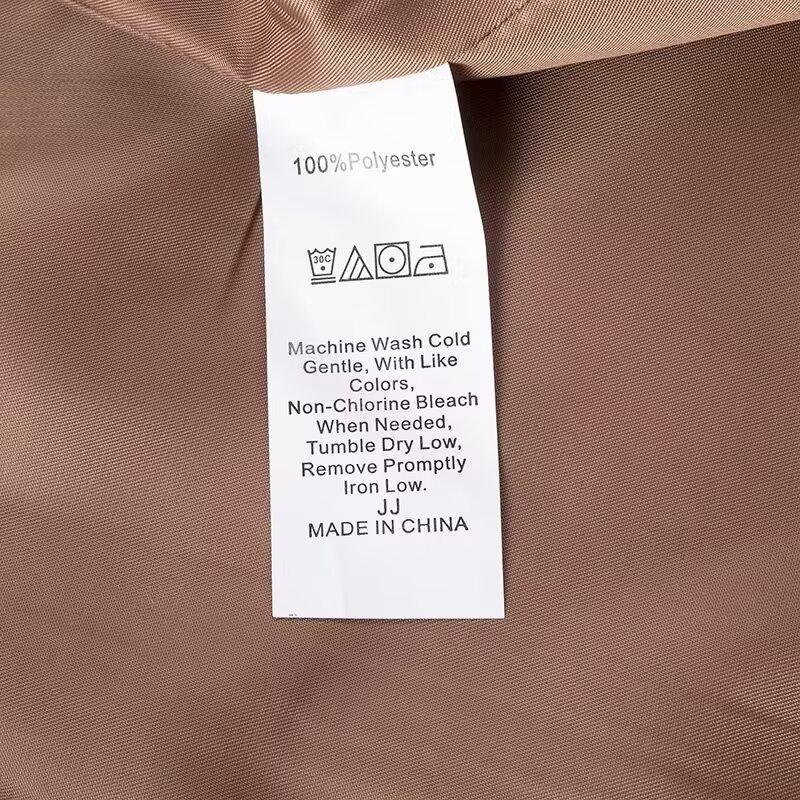 100%Polyester
30C
Machine Wash Cold
Gentle, With Like
Colors,
Non-Chlorine Bleach
When Needed,
Tumble Dry Low,
Remove Promptly
Iron Low.
JJ
MADE IN CHINA